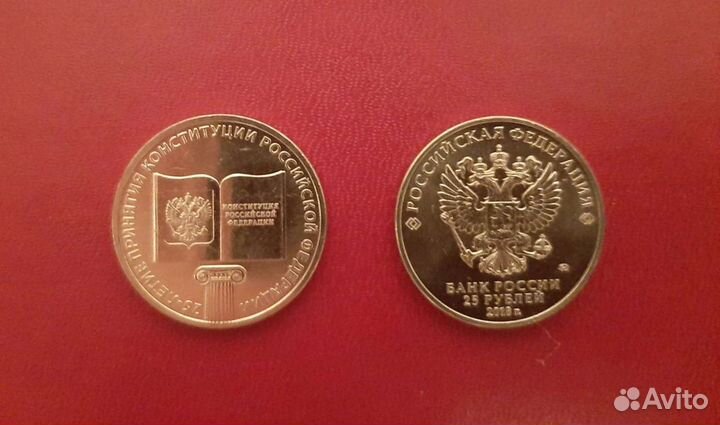 25-ЛЕТИЕ ПРИНЯТИЯ КОНСТИТУЦИИ РОССИЙСКОЙ ФЕДЕРАЦИИ
КОНСТИТУЦИЯ
РОССИЙСКОЙ
ФЕДЕРАЦИИ
РОССИЙСКАЯ ФЕДЕРАЦИЯ
БАНК РОССИИ
25 РУБЛЕЙ
2018 г.
Avito